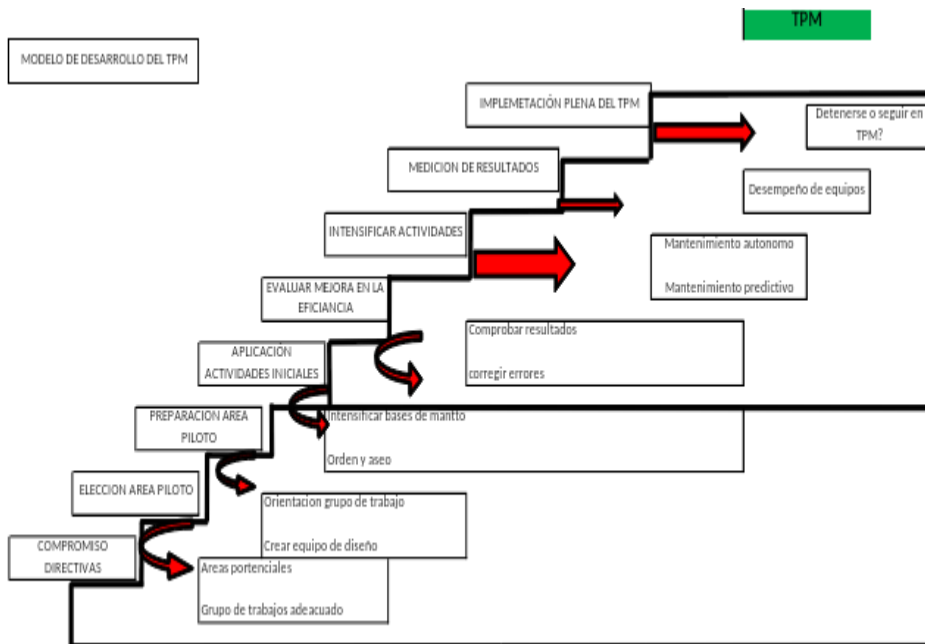 TPM
MODELO DE DESARROLLO DEL TPM
IMPLEMETACIÓN PLENA DEL TPM
Detenerse o seguir en
TPM?
MEDICION DE RESULTADOS
Desempeño de equipos
INTENSIFICAR ACTIVIDADES
Mantenimiento autonomo
Mantenimiento predictivo
EVALUAR MEJORA EN LA
EFICIANCIA
Comprobar resultados
corregir errores
APLICACIÓN
ACTIVIDADES INICIALES
Intensificar bases de mantto
Orden y aseo
PREPARACION AREA
PILOTO
Orientacion grupo de trabajo
Crear equipo de diseño
ELECCION AREA PILOTO
Areas portenciales
Grupo de trabajos adeacuado
COMPROMISO
DIRECTIVAS